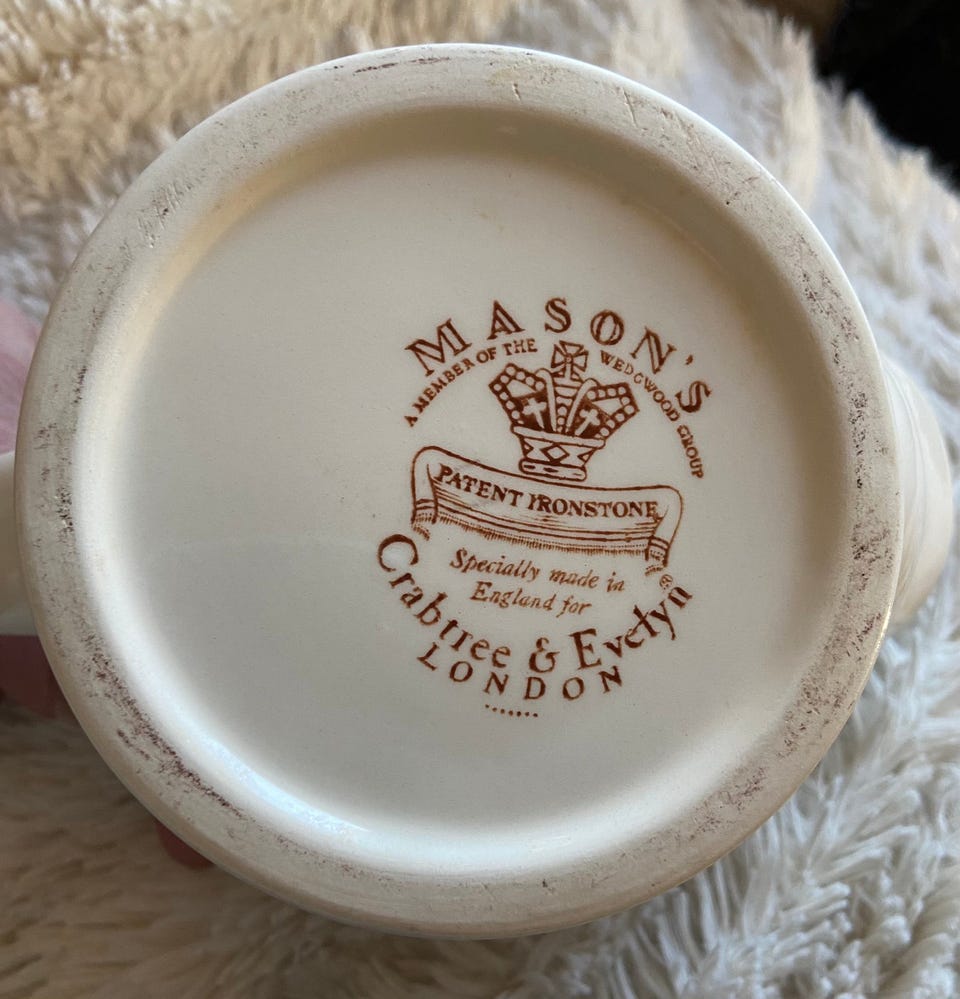 MASON'S
A MEMBER OF THE WEDGWOOD GROUP
PATENT IRONSTONE
Specially made in
England for
Crabtree & Evelyn®
LONDON